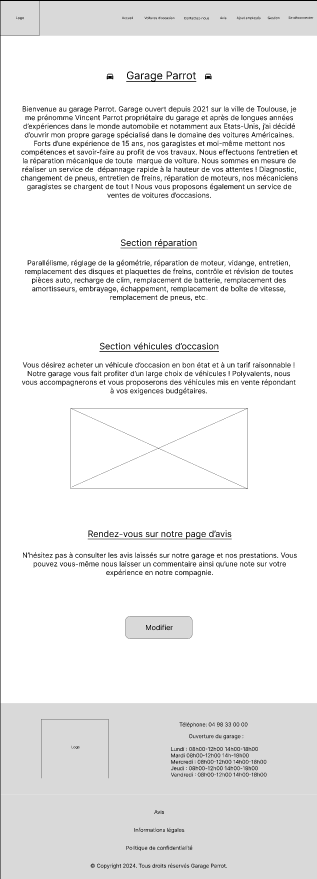 Logo Accueil Voitures d'occasion Contactez-nous Avis Ajout employés Gestion Se déconnecter
Garage Parrot
Bienvenue au garage Parrot. Garage ouvert depuis 2021 sur la ville de Toulouse, je
me prénomme Vincent Parrot propriétaire du garage et après de longues années
d'expériences dans le monde automobile et notamment aux Etats-Unis, j'ai décidé
d'ouvrir mon propre garage spécialisé dans le domaine des voitures Américaines.
Forts d'une expérience de 15 ans, nos garagistes et moi-même mettont nos
compétences et savoir-faire au profit de vos travaux. Nous effectuons l'entretien et
la réparation mécanique de toute marque de voiture. Nous sommes en mesure de
réaliser un service de dépannage rapide à la hauteur de vos attentes ! Diagnostic,
changement de pneus, entretien de freins, réparation de moteurs, nos mécaniciens
garagistes se chargent de tout ! Nous vous proposons également un service de
ventes de voitures d'occasions.
Section réparation
Parallélisme, réglage de la géométrie, réparation de moteur, vidange, entretien,
remplacement des disques et plaquettes de freins, contrôle et révision de toutes
pièces auto, recharge de clim, remplacement de batterie, remplacement des
amortisseurs, embrayage, échappement, remplacement de boîte de vitesse,
remplacement de pneus, etc
Section véhicules d'occasion
Vous désirez acheter un véhicule d'occasion en bon état et à un tarif raisonnable !
Notre garage vous fait profiter d'un large choix de véhicules ! Polyvalents, nous
vous accompagnerons et vous proposerons des véhicules mis en vente répondant
à vos exigences budgétaires.
Rendez-vous sur notre page d'avis
N'hésitez pas à consulter les avis laissés sur notre garage et nos prestations. Vous
pouvez vous-même nous laisser un commentaire ainsi qu'une note sur votre
expérience en notre compagnie.
Modifier
Téléphone: 04 98 33 00 00
Ouverture du garage :
Logo
Lundi : 08h00-12h00 14h00-18h00
Mardi 08h00-12h00 14h-18h00
Mercredi : 08h00-12h00 14h00-18h00
Jeudi : 08h00-12h00 14h00-18h00
Vendredi : 08h00-12h00 14h00-18h00
Avis
Informations légales
Politique de confidentialité
© Copyright 2024. Tous droits réservés Garage Parrot.